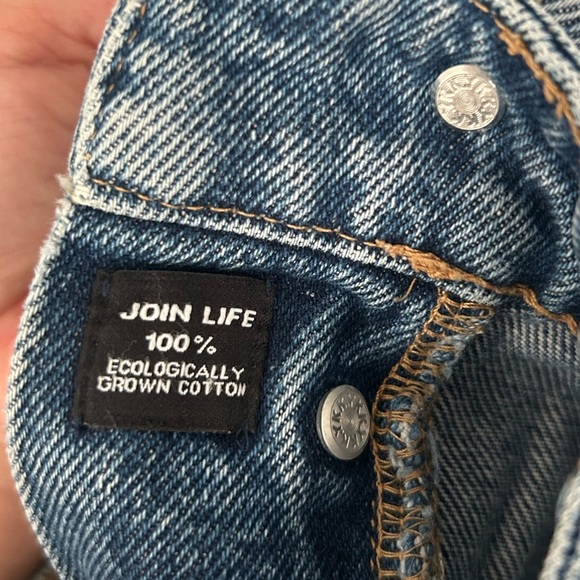 JOIN LIFE
100%
ECOLOGICALLY
GROWN COTTON